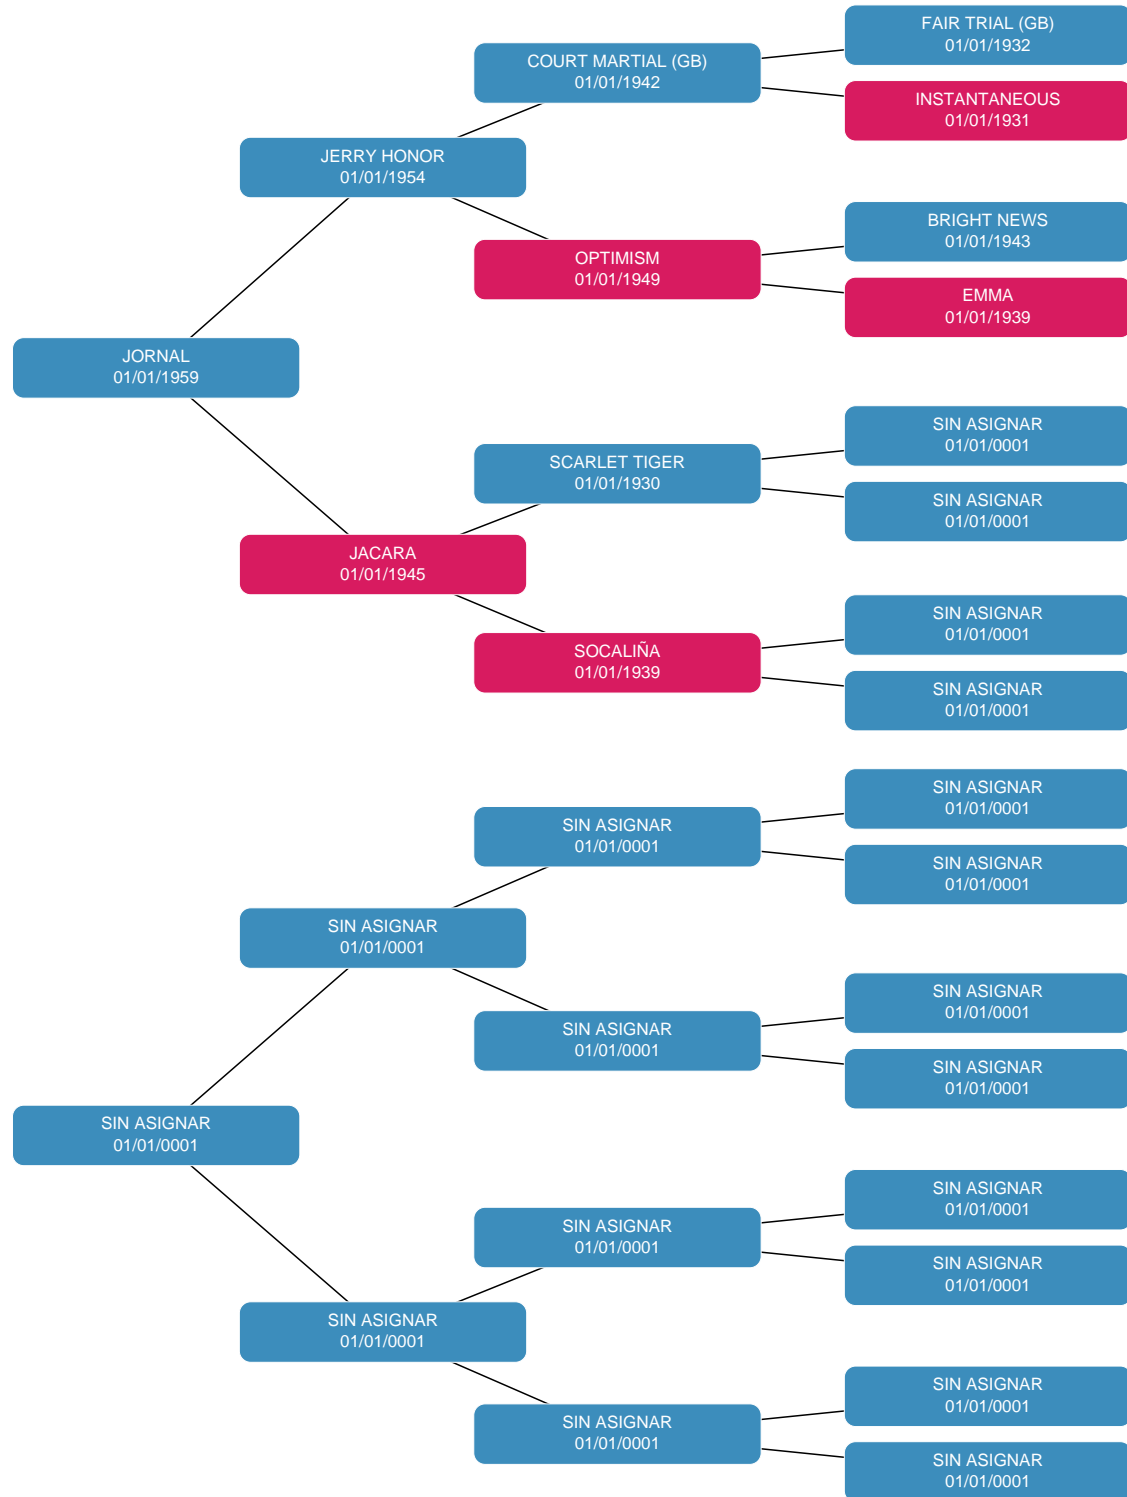 FAIR TRIAL (GB)
01/01/1932
COURT MARTIAL (GB)
01/01/1942
INSTANTANEOUS
01/01/1931
JERRY HONOR
01/01/1954
BRIGHT NEWS
01/01/1943
OPTIMISM
01/01/1949
EMMA
01/01/1939
JORNAL
01/01/1959
SIN ASIGNAR
01/01/0001
SCARLET TIGER
01/01/1930
SIN ASIGNAR
01/01/0001
JACARA
01/01/1945
SIN ASIGNAR
01/01/0001
SOCALIÑA
01/01/1939
SIN ASIGNAR
01/01/0001
SIN ASIGNAR
01/01/0001
SIN ASIGNAR
01/01/0001
SIN ASIGNAR
01/01/0001
SIN ASIGNAR
01/01/0001
SIN ASIGNAR
01/01/0001
SIN ASIGNAR
01/01/0001
SIN ASIGNAR
01/01/0001
SIN ASIGNAR
01/01/0001
SIN ASIGNAR
01/01/0001
SIN ASIGNAR
01/01/0001
SIN ASIGNAR
01/01/0001
SIN ASIGNAR
01/01/0001
SIN ASIGNAR
01/01/0001
SIN ASIGNAR
01/01/0001
SIN ASIGNAR
01/01/0001